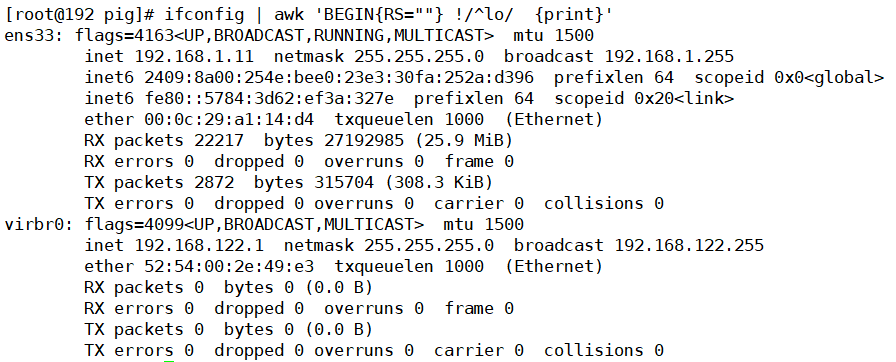 [root@192 pig]# ifconfig | awk 'BEGIN{RS=""} !/^lo/  {print}'
ens33: flags=4163<UP,BROADCAST,RUNNING,MULTICAST>  mtu 1500
        inet 192.168.1.11  netmask 255.255.255.0  broadcast 192.168.1.255
        inet6 2409:8a00:254e:bee0:23e3:30fa:252a:d396  prefixlen 64  scopeid 0x0<global>
        inet6 fe80::5784:3d62:ef3a:327e  prefixlen 64  scopeid 0x20<link>
        ether 00:0c:29:a1:14:d4  txqueuelen 1000  (Ethernet)
        RX packets 22217  bytes 27192985 (25.9 MiB)
        RX errors 0  dropped 0  overruns 0  frame 0
        TX packets 2872  bytes 315704 (308.3 KiB)
        TX errors 0  dropped 0 overruns 0  carrier 0  collisions 0
virbr0: flags=4099<UP,BROADCAST,MULTICAST>  mtu 1500
        inet 192.168.122.1  netmask 255.255.255.0  broadcast 192.168.122.255
        ether 52:54:00:2e:49:e3  txqueuelen 1000  (Ethernet)
        RX packets 0  bytes 0 (0.0 B)
        RX errors 0  dropped 0  overruns 0  frame 0
        TX packets 0  bytes 0 (0.0 B)
        TX errors 0  dropped 0 overruns 0  carrier 0  collisions 0